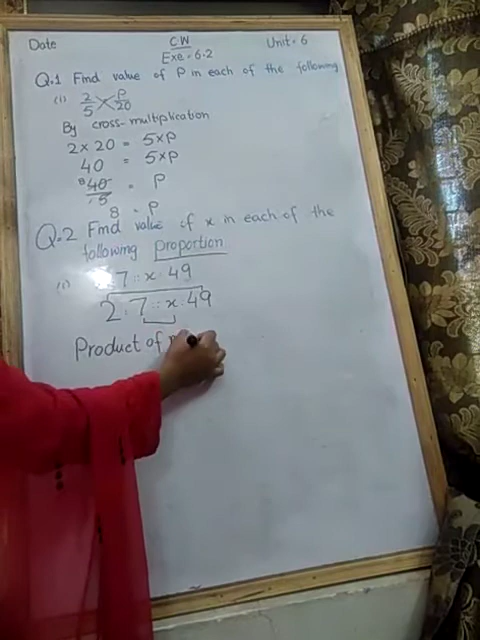 Date CW Unit-6
Exe-6.2
Q.1 Find value of P in each of the following
(i) 2/5 P/20
By cross-multiplication
2×20 = 5×P
40 = 5×P
8 40/5 = P
8 = P
Q.2 Find value of x in each of the
following proportion
(i) 7 :: x : 49
2 : 7 :: x : 49
Product of